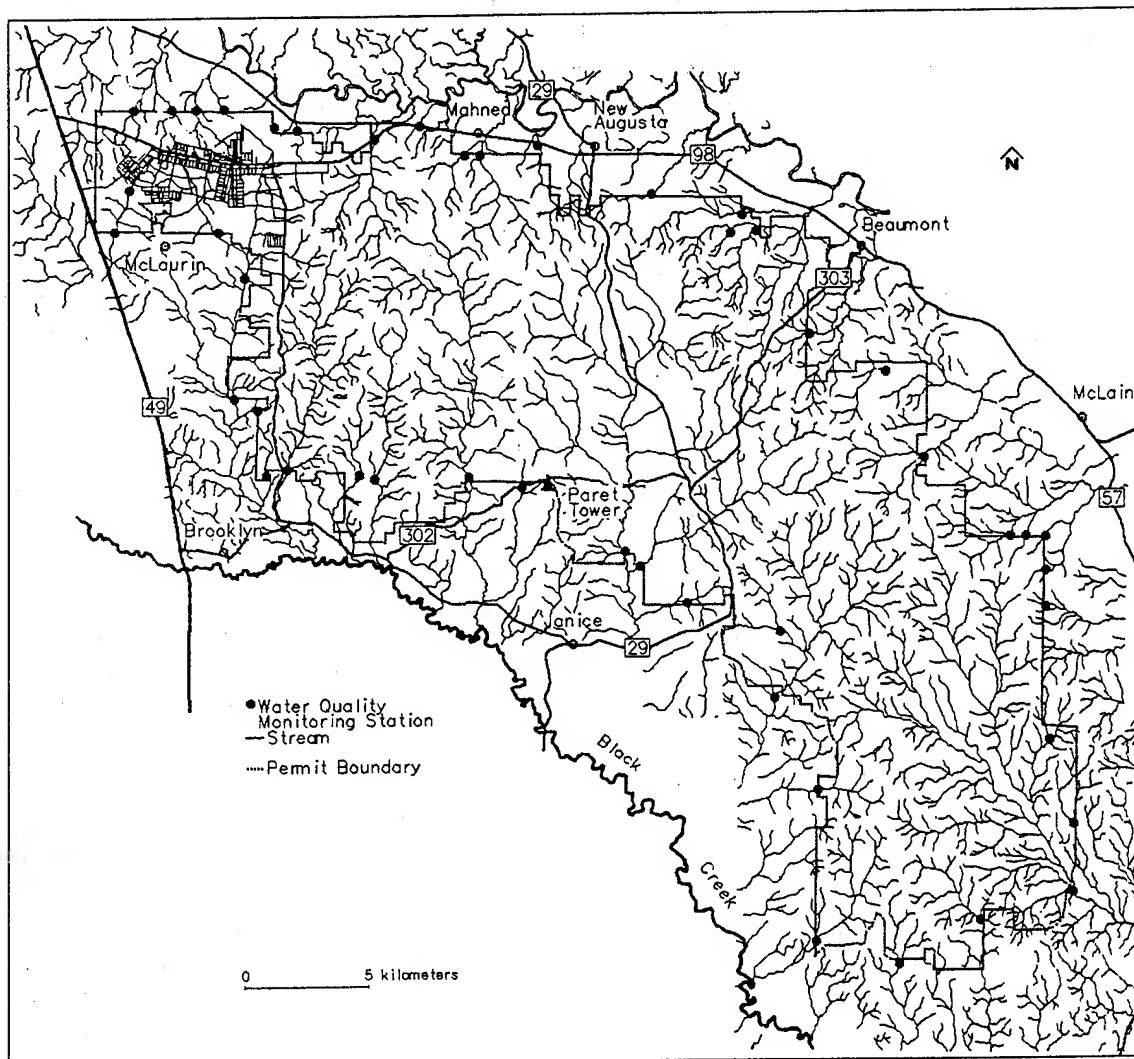 29
Mahned
New
Augusta
98
N
Beaumont
McLaurin
303
49
McLain
Paret
Tower
57
Brooklyn
302
Janice
29
Water Quality
Monitoring Station
Stream
Permit Boundary
Black
Creek
0 5 kilometers